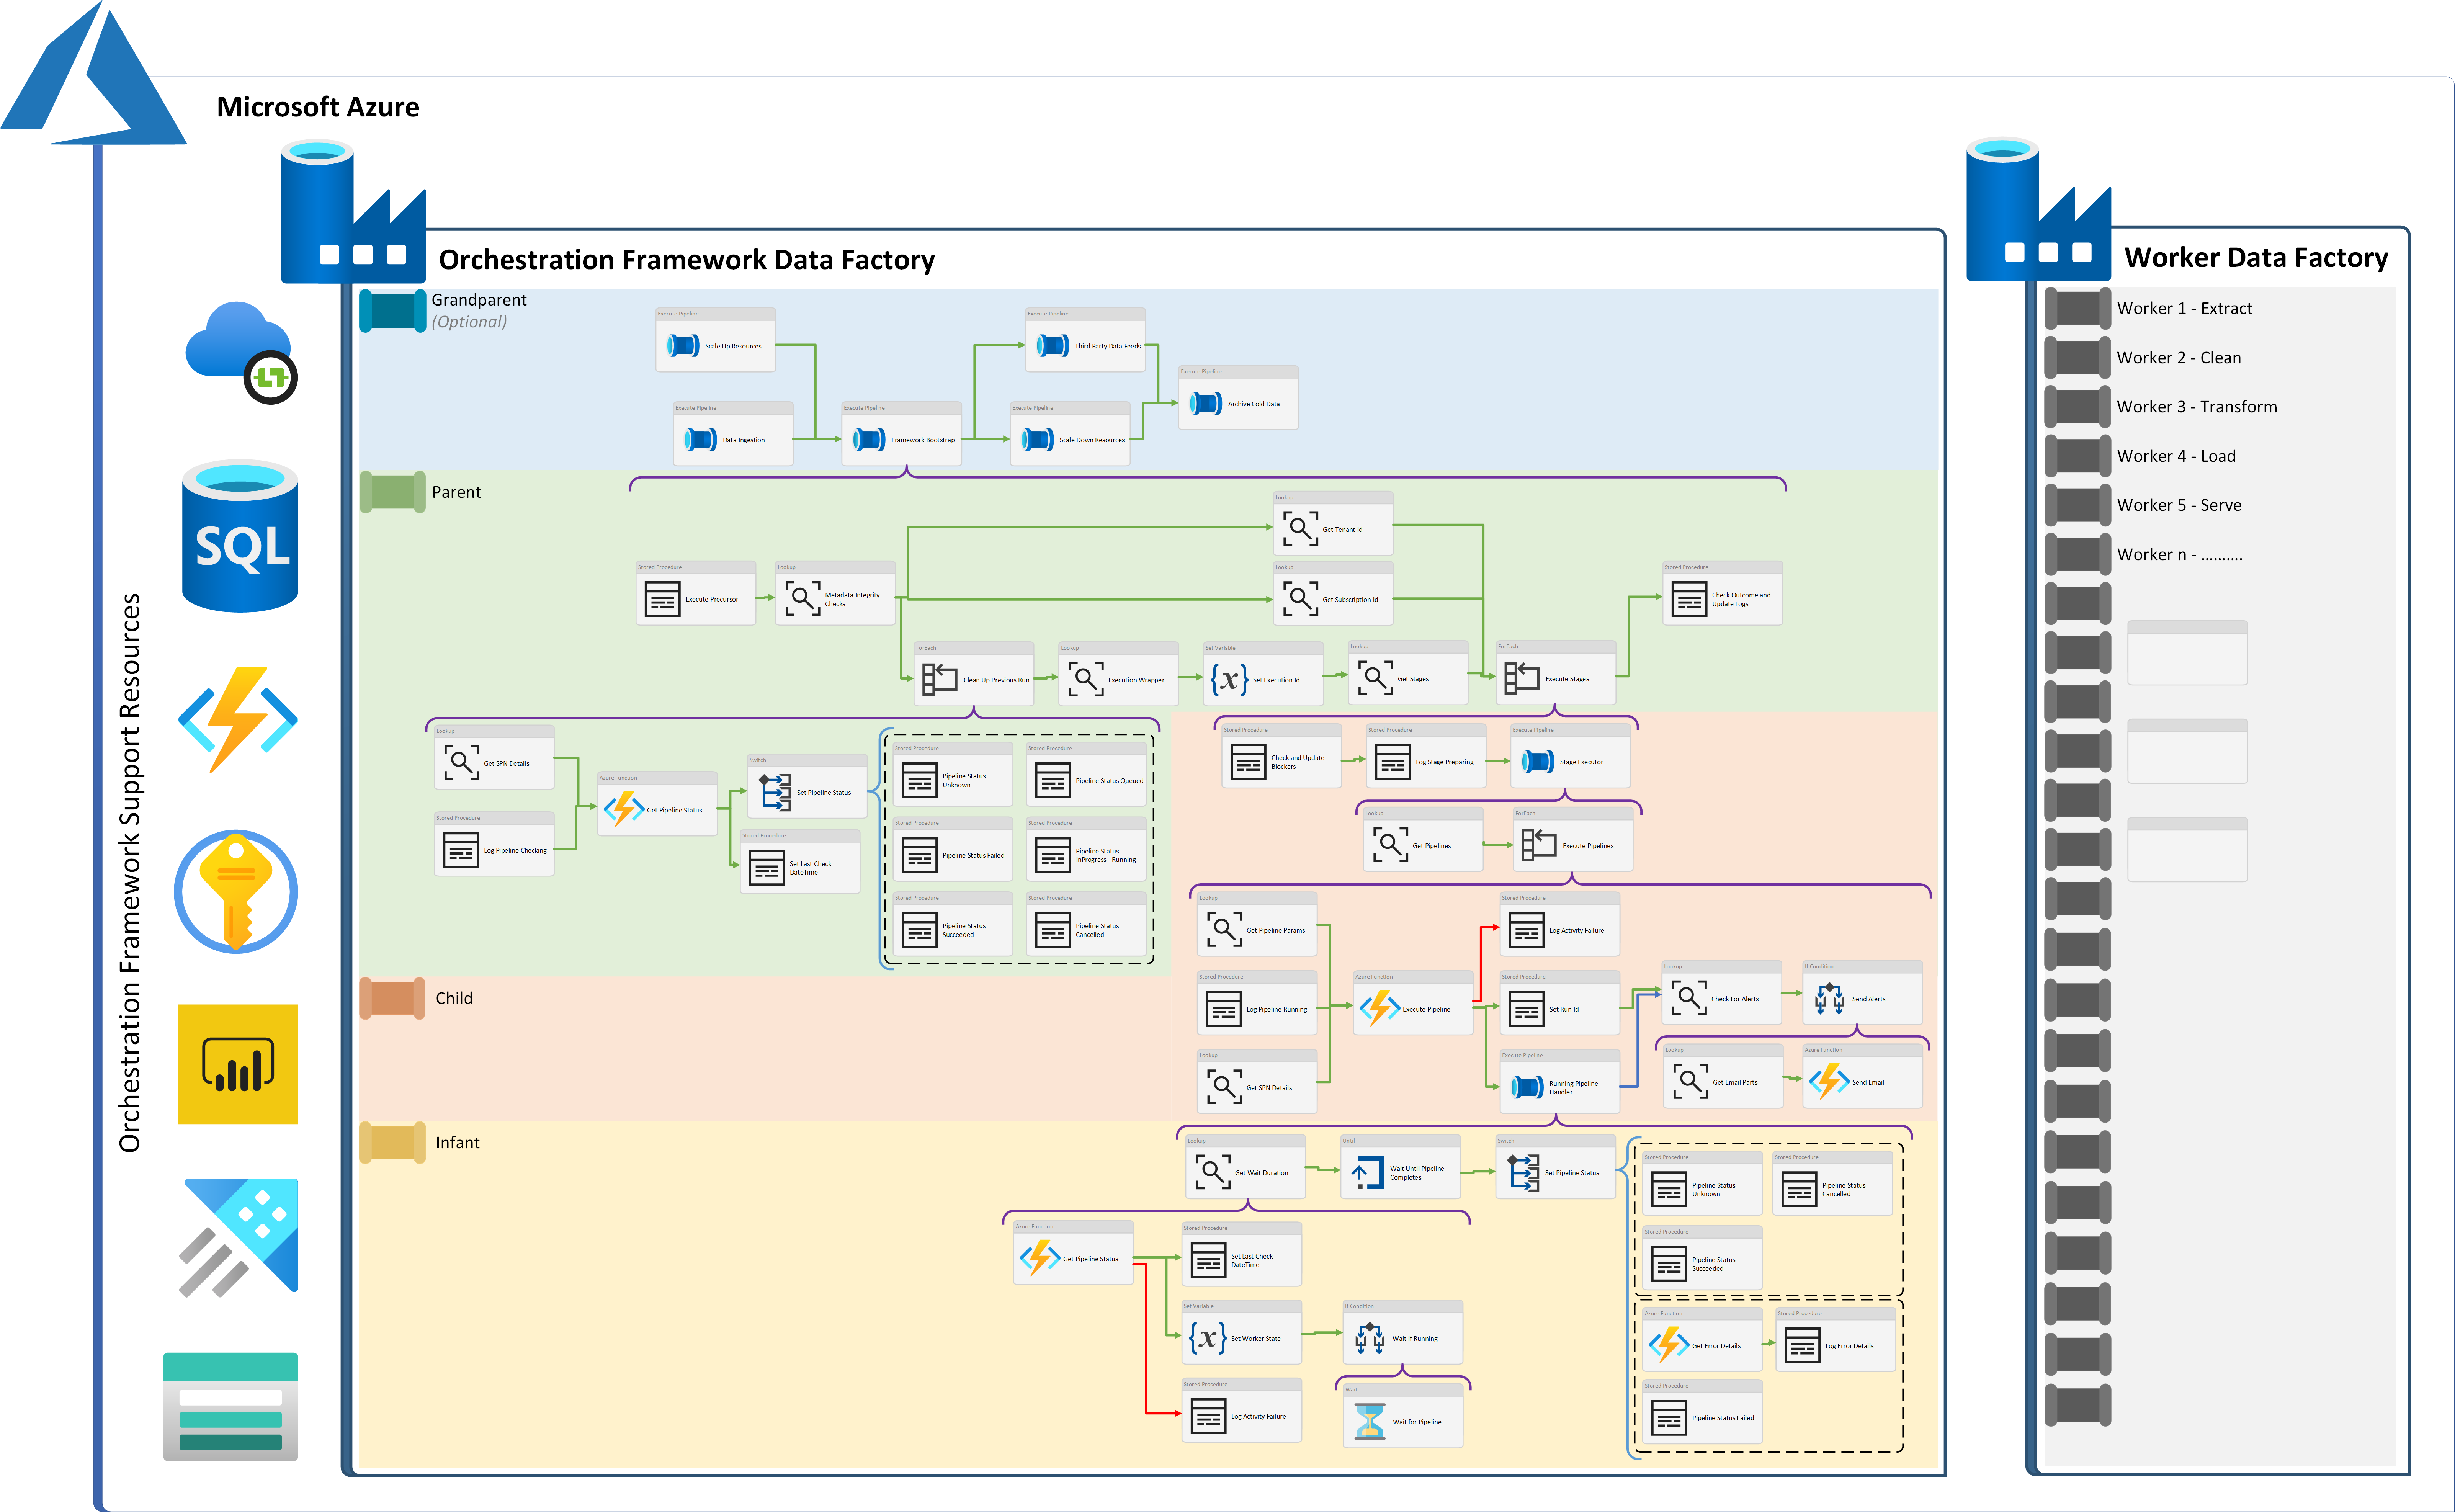 Microsoft Azure
Orchestration Framework Support Resources
SQL
Orchestration Framework Data Factory
Grandparent
(Optional)
Execute Pipeline
Scale Up Resources
Execute Pipeline
Data Ingestion
Execute Pipeline
Framework Bootstrap
Execute Pipeline
Third Party Data Feeds
Execute Pipeline
Scale Down Resources
Execute Pipeline
Archive Cold Data
Parent
Stored Procedure
Execute Precursor
Lookup
Metadata Integrity
Checks
Lookup
Get Tenant Id
Lookup
Get Subscription Id
Stored Procedure
Check Outcome and
Update Logs
ForEach
Clean Up Previous Run
Lookup
Execution Wrapper
Set Variable
{x}
Set Execution Id
Lookup
Get Stages
ForEach
Execute Stages
Lookup
Get SPN Details
Stored Procedure
Log Pipeline Checking
Azure Function
Get Pipeline Status
Switch
Set Pipeline Status
Stored Procedure
Set Last Check
DateTime
Stored Procedure
Pipeline Status
Unknown
Stored Procedure
Pipeline Status Queued
Stored Procedure
Pipeline Status Failed
Stored Procedure
Pipeline Status
InProgress - Running
Stored Procedure
Pipeline Status
Succeeded
Stored Procedure
Pipeline Status
Cancelled
Stored Procedure
Check and Update
Blockers
Stored Procedure
Log Stage Preparing
Execute Pipeline
Stage Executor
Lookup
Get Pipelines
ForEach
Execute Pipelines
Child
Lookup
Get Pipeline Params
Stored Procedure
Log Pipeline Running
Lookup
Get SPN Details
Azure Function
Execute Pipeline
Stored Procedure
Log Activity Failure
Stored Procedure
Set Run Id
Execute Pipeline
Running Pipeline
Handler
Lookup
Check For Alerts
If Condition
Send Alerts
Lookup
Get Email Parts
Azure Function
Send Email
Infant
Lookup
Get Wait Duration
Until
Wait Until Pipeline
Completes
Switch
Set Pipeline Status
Azure Function
Get Pipeline Status
Stored Procedure
Set Last Check
DateTime
Set Variable
{x}
Set Worker State
Stored Procedure
Log Activity Failure
If Condition
Wait If Running
Wait
Wait for Pipeline
Stored Procedure
Pipeline Status
Unknown
Stored Procedure
Pipeline Status
Cancelled
Stored Procedure
Pipeline Status
Succeeded
Azure Function
Get Error Details
Stored Procedure
Log Error Details
Stored Procedure
Pipeline Status Failed
Worker Data Factory
Worker 1 - Extract
Worker 2 - Clean
Worker 3 - Transform
Worker 4 - Load
Worker 5 - Serve
Worker n - ..........